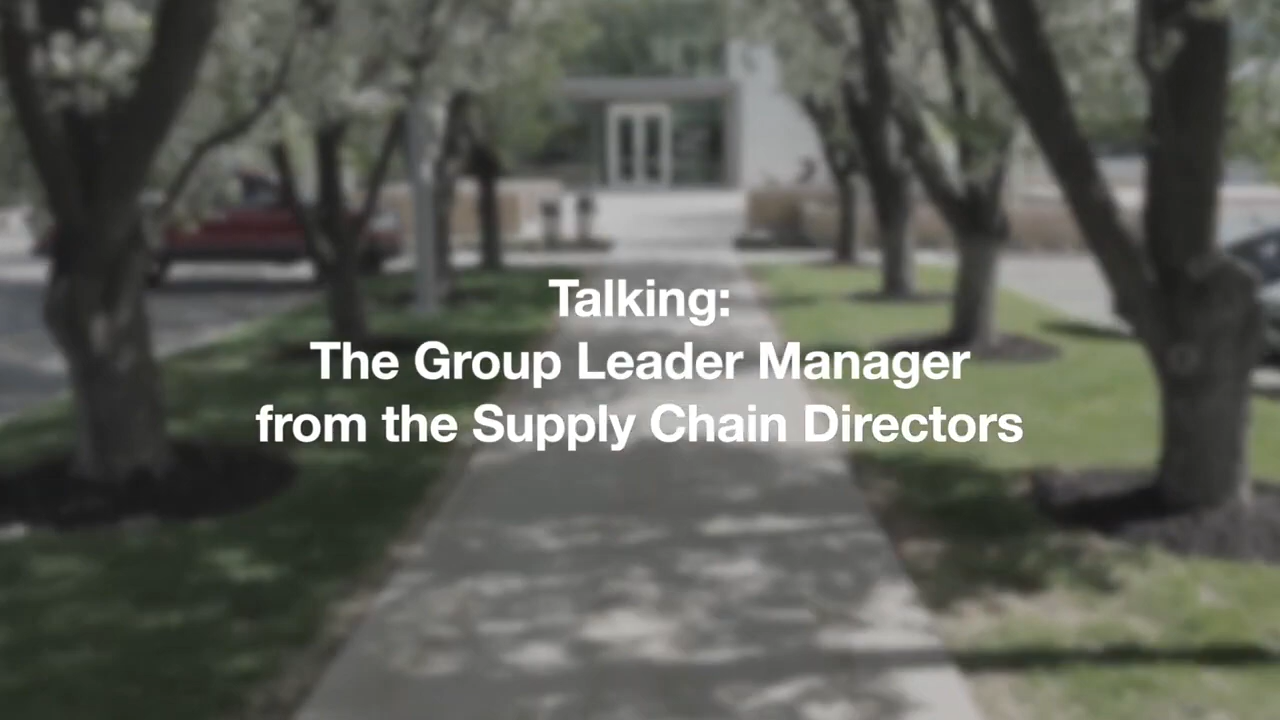 Talking:
The Group Leader Manager
from the Supply Chain Directors